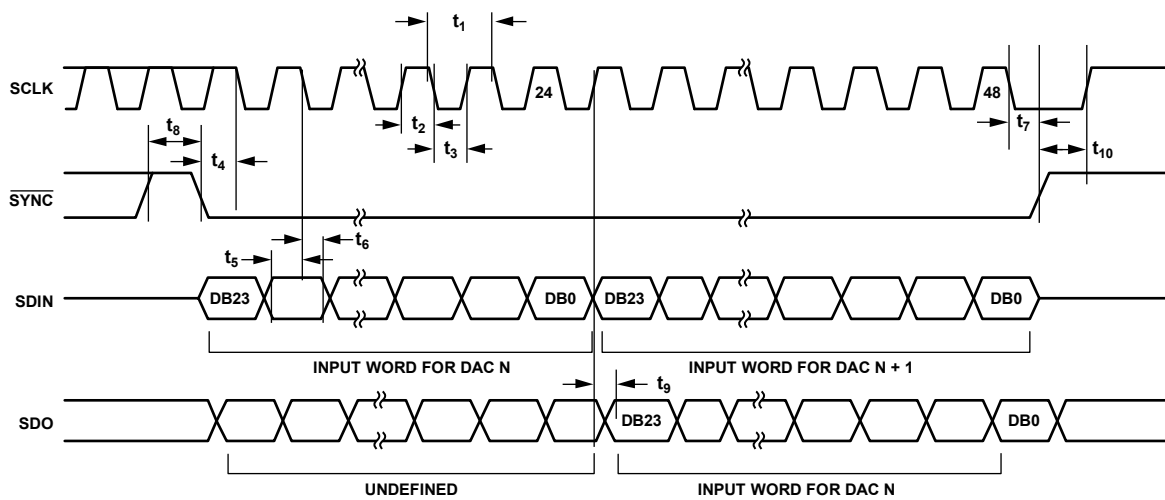 t1
SCLK
24
48
t2
t3
t7
t8
t4
t10
SYNC
t6
t5
SDIN
DB23
DB0
DB23
DB0
INPUT WORD FOR DAC N
INPUT WORD FOR DAC N + 1
t9
SDO
DB23
DB0
UNDEFINED
INPUT WORD FOR DAC N